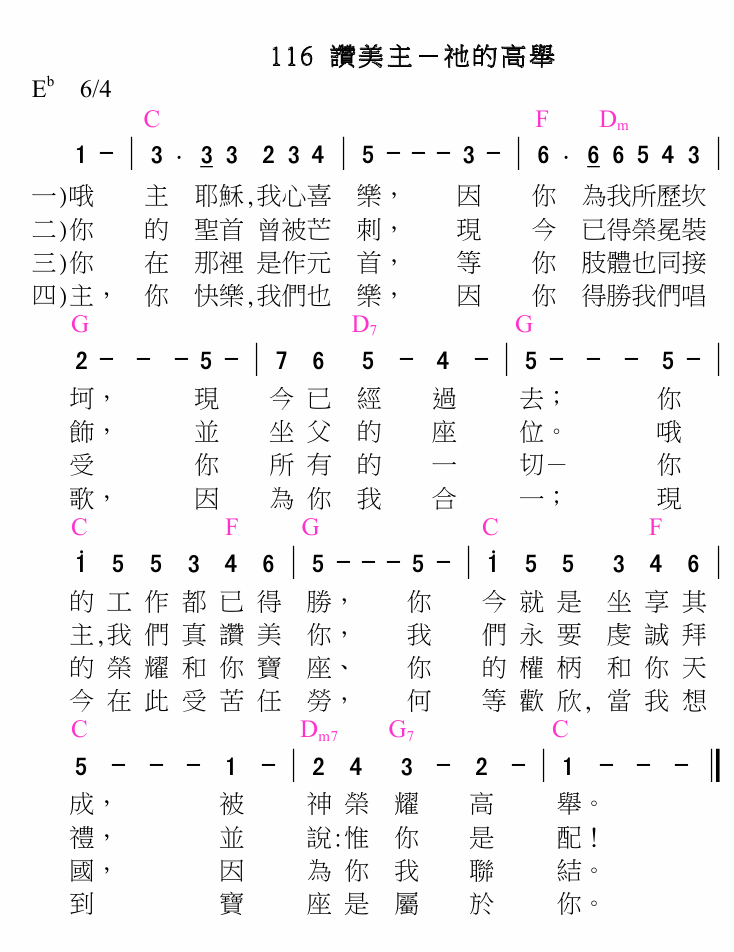 116 讚美主－祂的高舉
E♭ 6/4
C F Dm
1 － | 3 · 3 3 2 3 4 | 5 － － － 3 － | 6 · 6 6 5 4 3 |
一)哦 主 耶穌,我心喜 樂， 因 你 為我所歷坎
二)你 的 聖首 曾被芒 刺， 現 今 已得榮冕裝
三)你 在 那裡 是作元 首， 等 你 肢體也同接
四)主， 你 快樂,我們也 樂， 因 你 得勝我們唱
G D7 G
2 － － － 5 － | 7 6 5 － 4 － | 5 － － － 5 － |
坷， 現 今 已 經 過 去； 你
飾， 並 坐 父 的 座 位。 哦
受 你 所 有 的 一 切－ 你
歌， 因 為 你 我 合 一； 現
C F G C F
i 5 5 3 4 6 | 5 － － － 5 － | i 5 5 3 4 6 |
的 工 作 都 已 得 勝， 你 今 就 是 坐 享 其
主,我 們 真 讚 美 你， 我 們 永 要 虔 誠 拜
的 榮 耀 和 你 寶 座、 你 的 權 柄 和 你 天
今 在 此 受 苦 任 勞， 何 等 歡 欣, 當 我 想
C Dm7 G7 C
5 － － － 1 － | 2 4 3 － 2 － | 1 － － － ||
成， 被 神 榮 耀 高 舉。
禮， 並 說:惟 你 是 配！
國， 因 為 你 我 聯 結。
到 寶 座 是 屬 於 你。